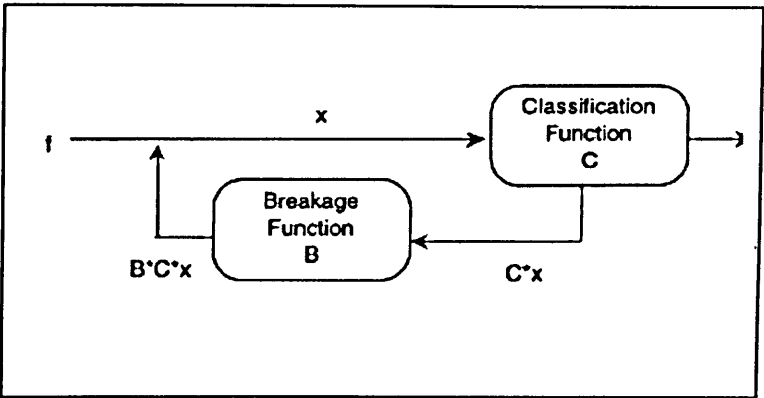 x
f
Classification
Function
C
Breakage
Function
B
B*C*x
C*x